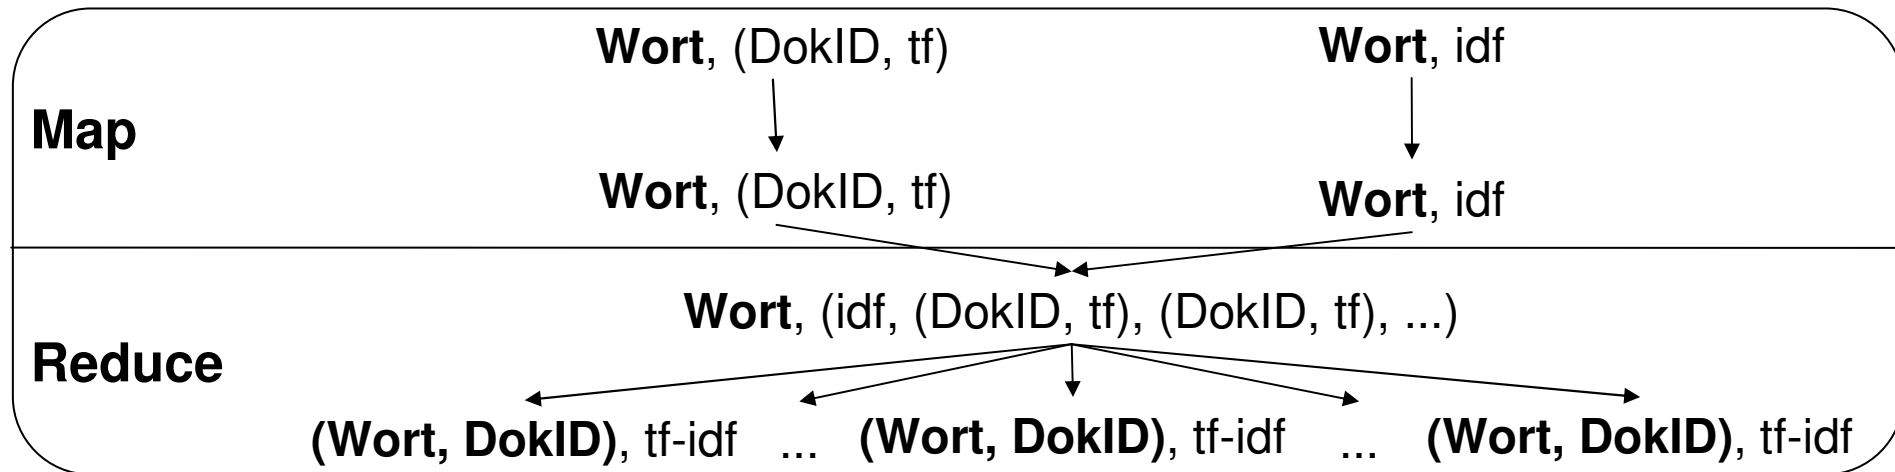 Wort, (DokID, tf)
Wort, idf
Map
Wort, (DokID, tf)
Wort, idf
Wort, (idf, (DokID, tf), (DokID, tf), ...)
Reduce
(Wort, DokID), tf-idf ... (Wort, DokID), tf-idf ... (Wort, DokID), tf-idf